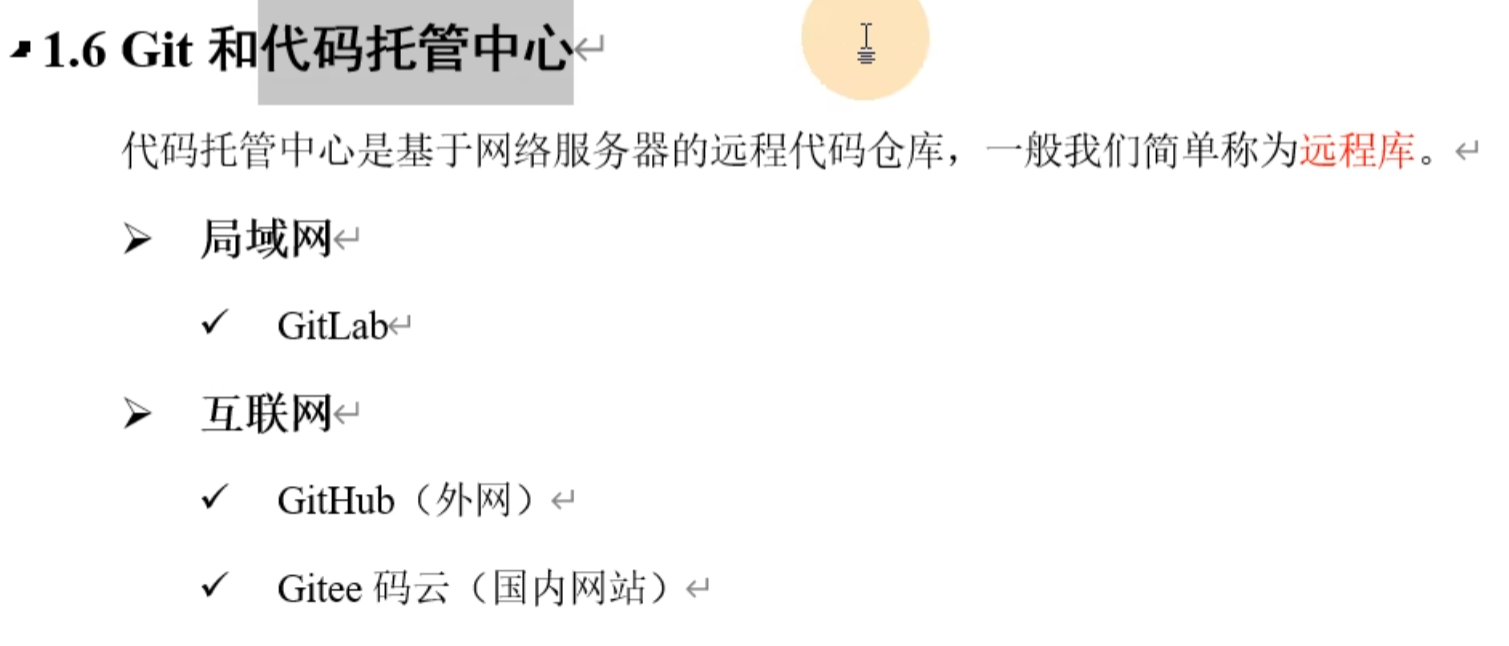 1.6 Git 和代码托管中心
代码托管中心是基于网络服务器的远程代码仓库，一般我们简单称为远程库。
局域网
GitLab
互联网
GitHub（外网）
Gitee 码云（国内网站）